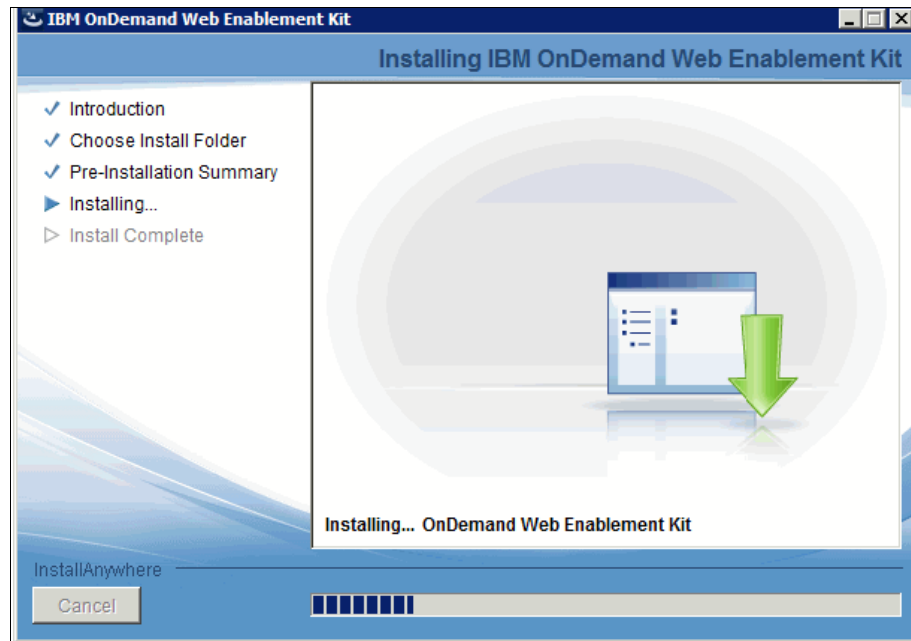 IBM OnDemand Web Enablement Kit
Installing IBM OnDemand Web Enablement Kit
Introduction
Choose Install Folder
Pre-Installation Summary
Installing...
Install Complete
Installing... OnDemand Web Enablement Kit
InstallAnywhere
Cancel